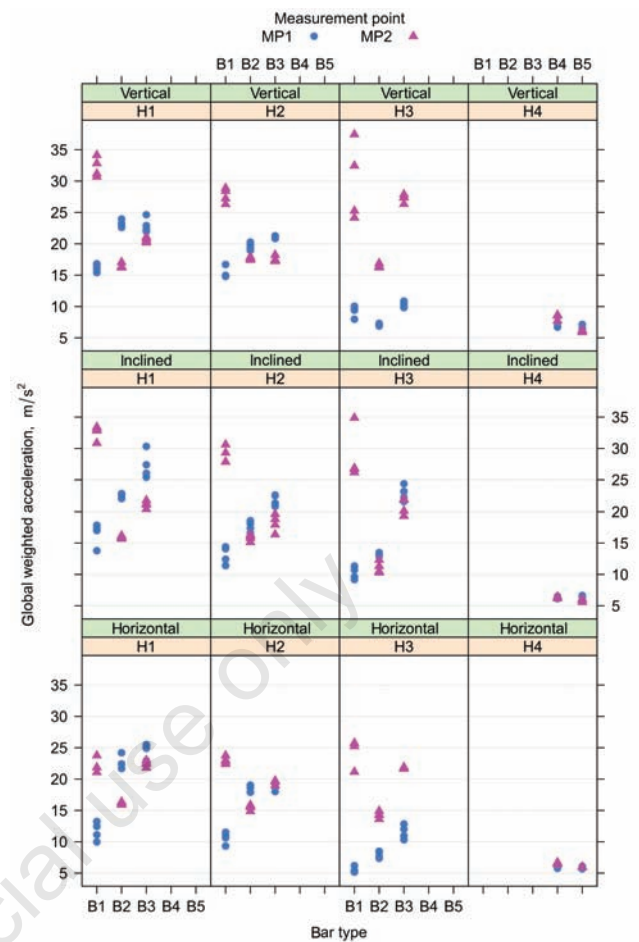 Measurement point
MP1 MP2
B1 B2 B3 B4 B5 B1 B2 B3 B4 B5
Vertical Vertical Vertical Vertical
H1 H2 H3 H4
35
30
25
20
15
10
5
Inclined Inclined Inclined Inclined
H1 H2 H3 H4
35
30
25
20
15
10
5
Horizontal Horizontal Horizontal Horizontal
H1 H2 H3 H4
35
30
25
20
15
10
5
B1 B2 B3 B4 B5 B1 B2 B3 B4 B5
Bar type
Global weighted acceleration, m/s²
cial use only